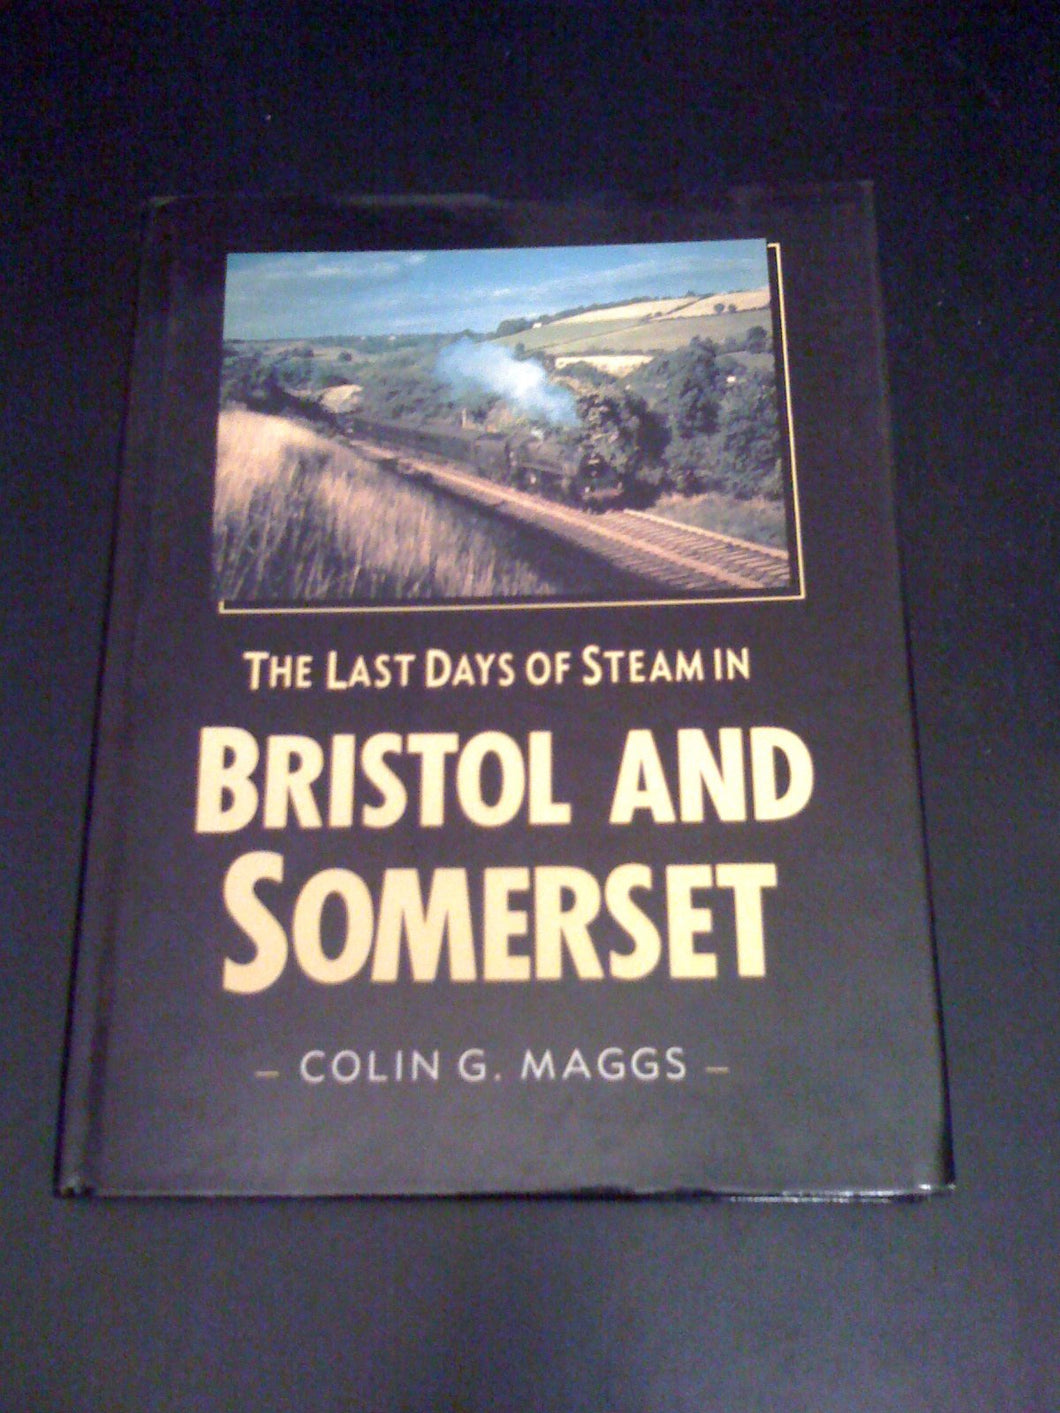 THE LAST DAYS OF STEAM IN
BRISTOL AND
SOMERSET
– COLIN G. MAGGS –